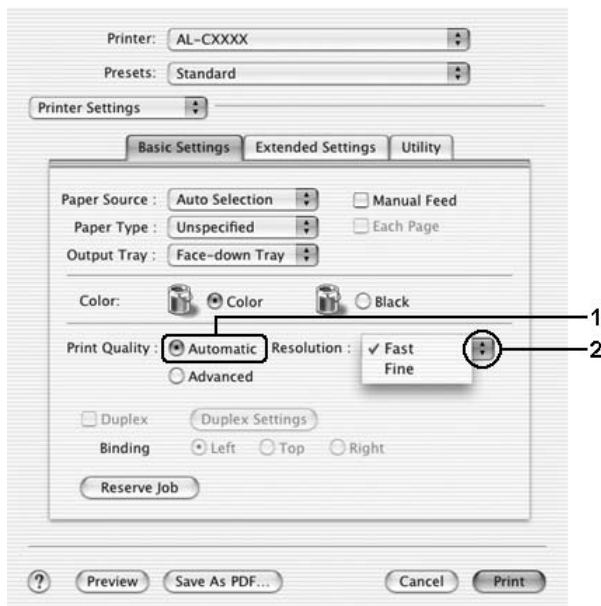 Printer: AL-CXXXX
Presets: Standard
Printer Settings
Basic Settings Extended Settings Utility
Paper Source : Auto Selection Manual Feed
Paper Type : Unspecified Each Page
Output Tray : Face-down Tray
Color: Color Black
1
Print Quality : Automatic Resolution : ✓ Fast 2
Fine
Advanced
Duplex Duplex Settings
Binding Left Top Right
Reserve Job
? Preview Save As PDF... Cancel Print